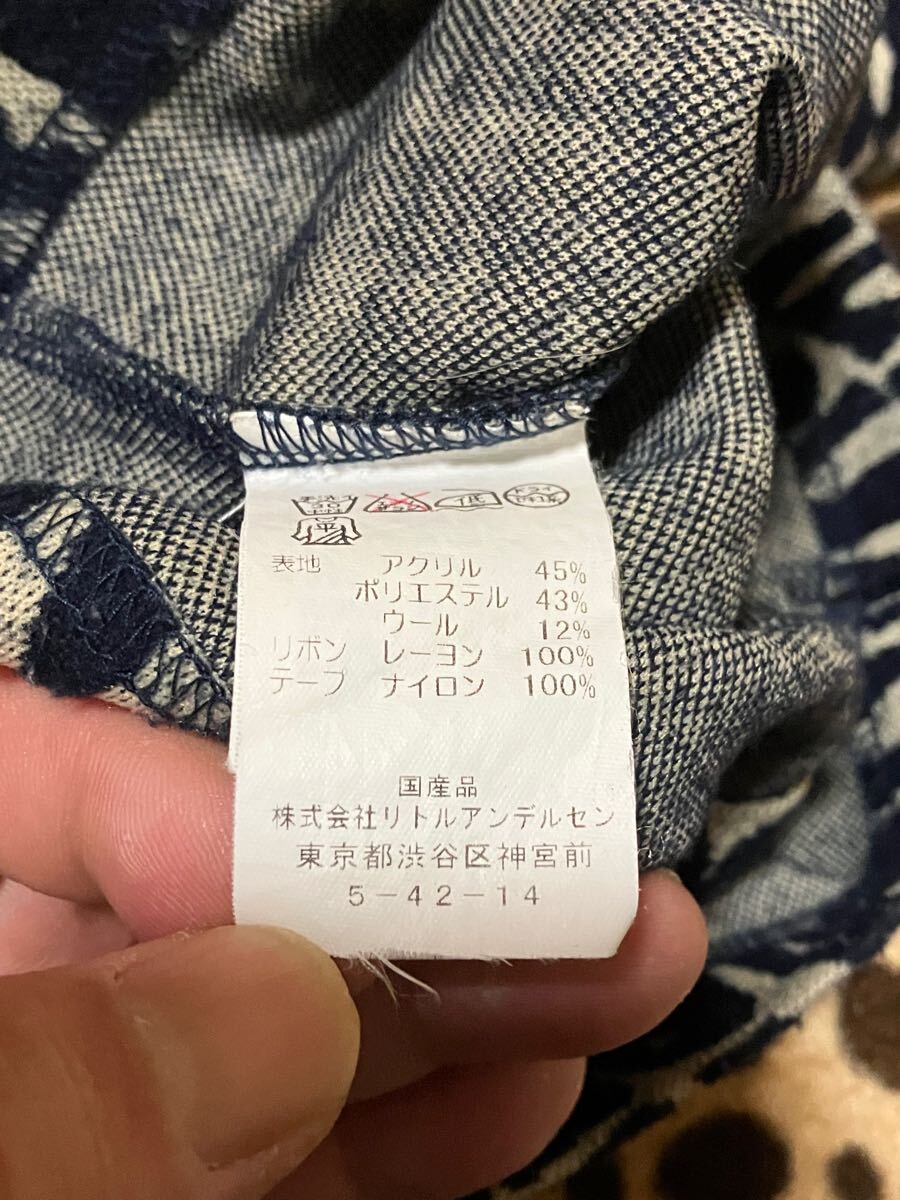 低
表地 アクリル 45%
ポリエステル 43%
ウール 12%
リボン レーヨン 100%
テープ ナイロン 100%
国産品
株式会社リトルアンデルセン
東京都渋谷区神宮前
5-42-14